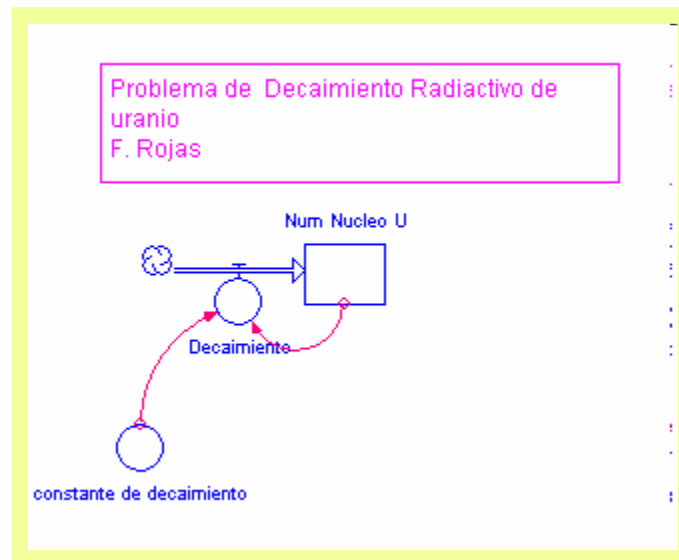 Problema de Decaimiento Radiactivo de
uranio
F. Rojas
Num Nucleo U
Decaimiento
constante de decaimiento